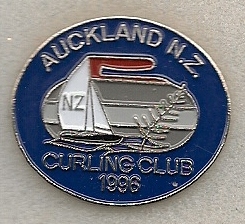 AUCKLAND N.Z.
NZ
CURLING CLUB
1996